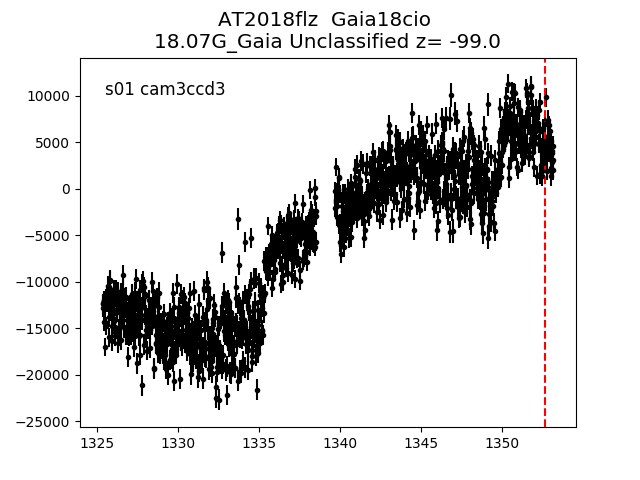 AT2018flz  Gaia18cio
18.07G_Gaia Unclassified z= -99.0
s01 cam3ccd3
10000
5000
0
−5000
−10000
−15000
−20000
−25000
1325 1330 1335 1340 1345 1350